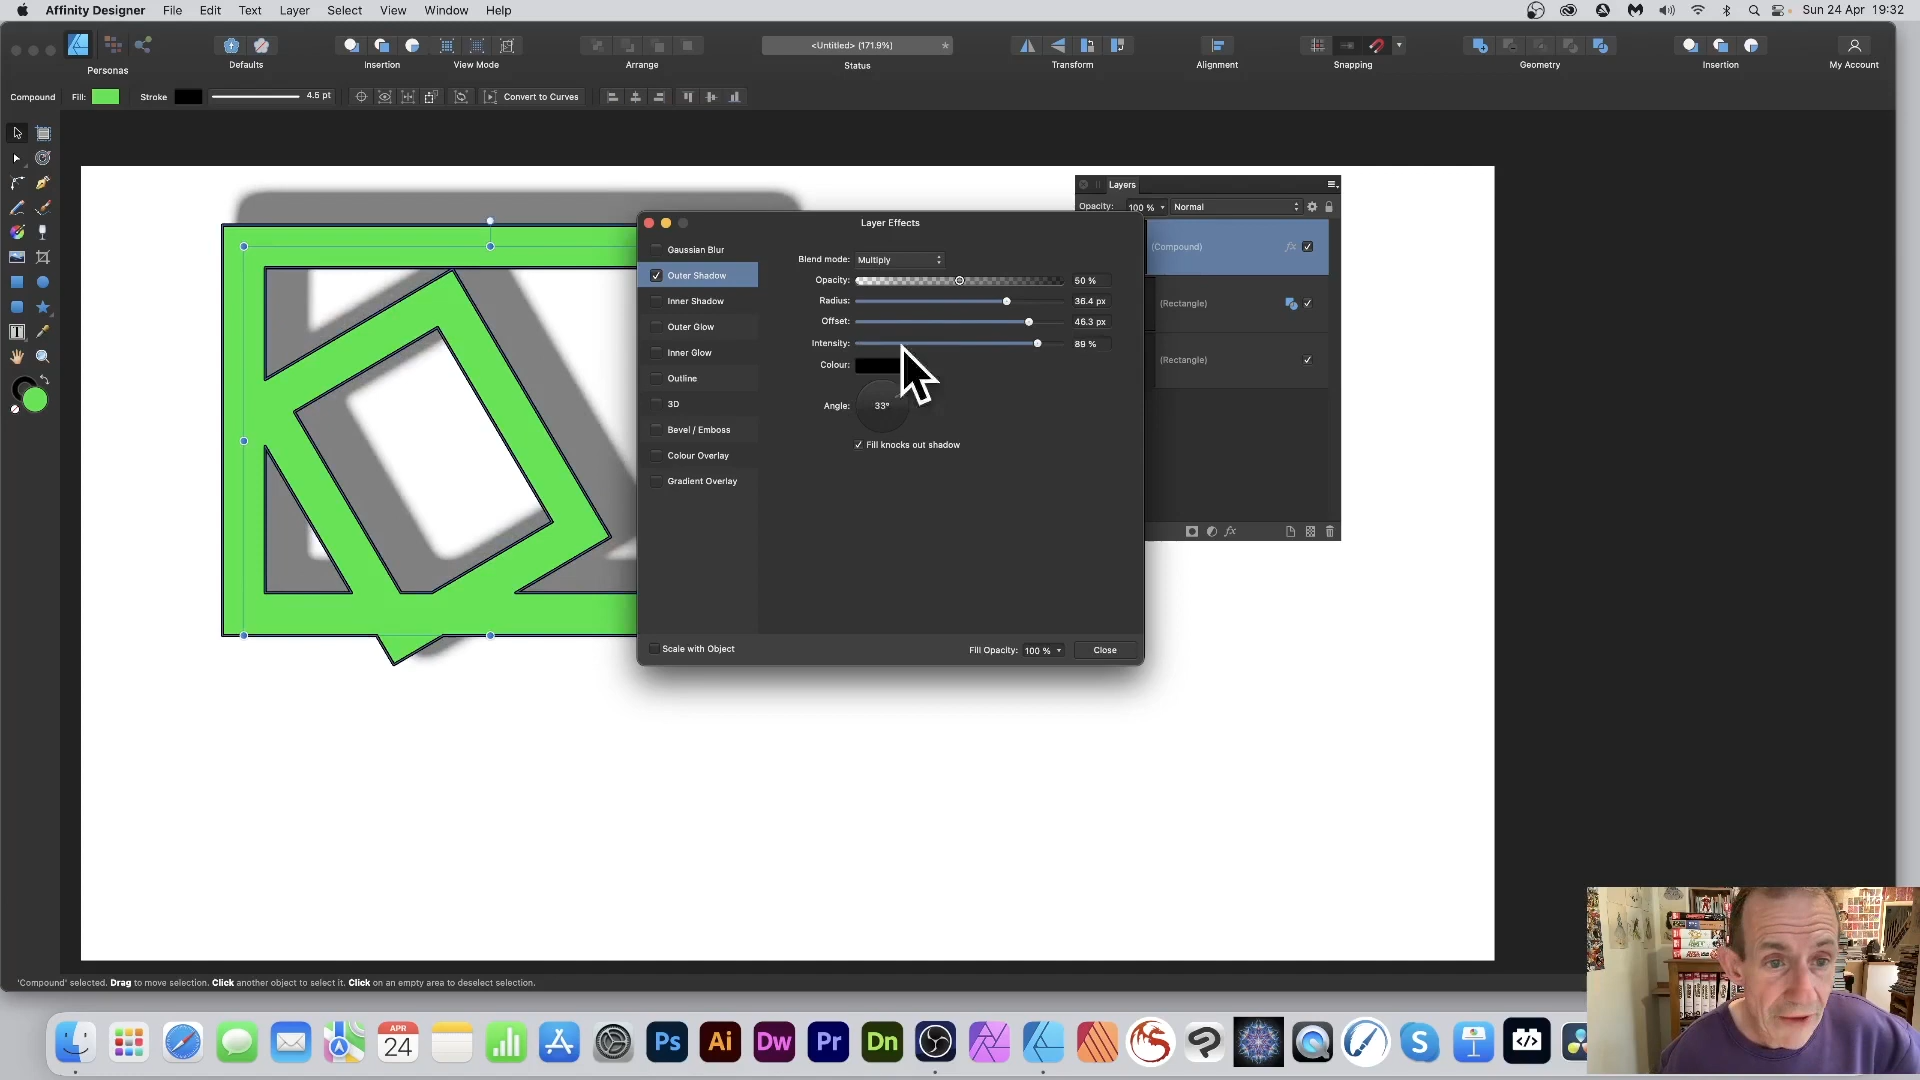 Affinity Designer File Edit Text Layer Select View Window Help
Sun 24 Apr 19:32
<Untitled> (171.9%)
Personas
Defaults
Insertion
View Mode
Arrange
Status
Transform
Alignment
Snapping
Geometry
Insertion
My Account
Compound Fill: Stroke 4.5 pt Convert to Curves
Layers
Opacity: 100 % Normal
(Compound)
(Rectangle)
(Rectangle)
Layer Effects
Gaussian Blur
Outer Shadow
Inner Shadow
Outer Glow
Inner Glow
Outline
3D
Bevel / Emboss
Colour Overlay
Gradient Overlay
Blend mode: Multiply
Opacity: 50 %
Radius: 36.4 px
Offset: 46.3 px
Intensity: 89 %
Colour:
Angle: 33°
Fill knocks out shadow
Scale with Object
Fill Opacity: 100 %
Close
'Compound' selected. Drag to move selection. Click another object to select it. Click on an empty area to deselect selection.
APR
24
Ps
Ai
Dw
Pr
Dn